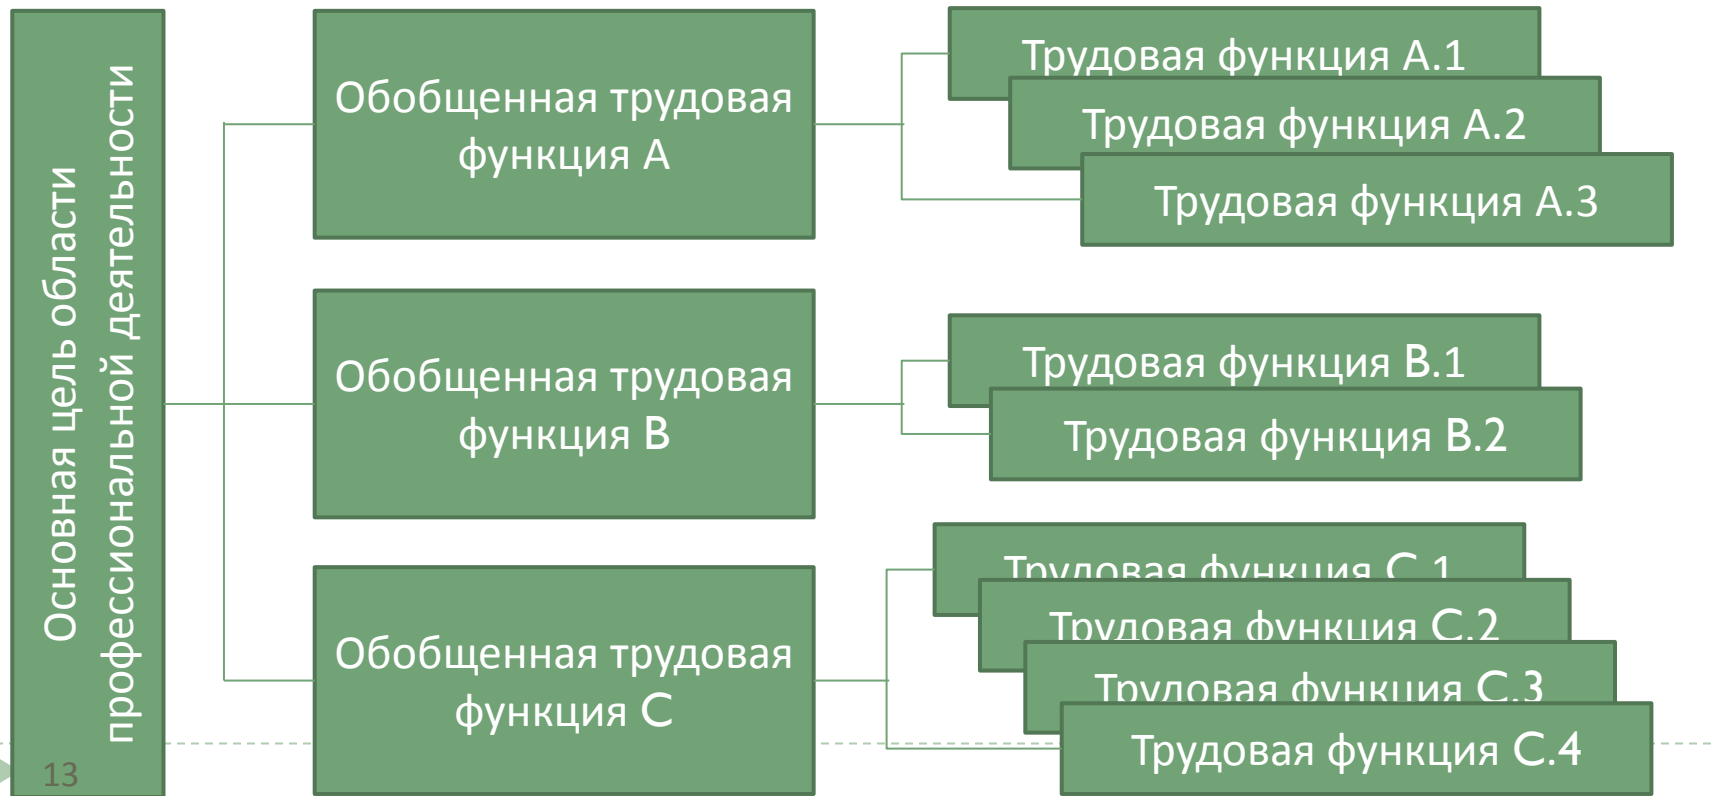 Основная цель области
профессиональной деятельности
Обобщенная трудовая
функция A
Трудовая функция A.1
Трудовая функция A.2
Трудовая функция A.3
Обобщенная трудовая
функция B
Трудовая функция B.1
Трудовая функция B.2
Обобщенная трудовая
функция C
Трудовая функция C.1
Трудовая функция C.2
Трудовая функция C.3
Трудовая функция C.4
13